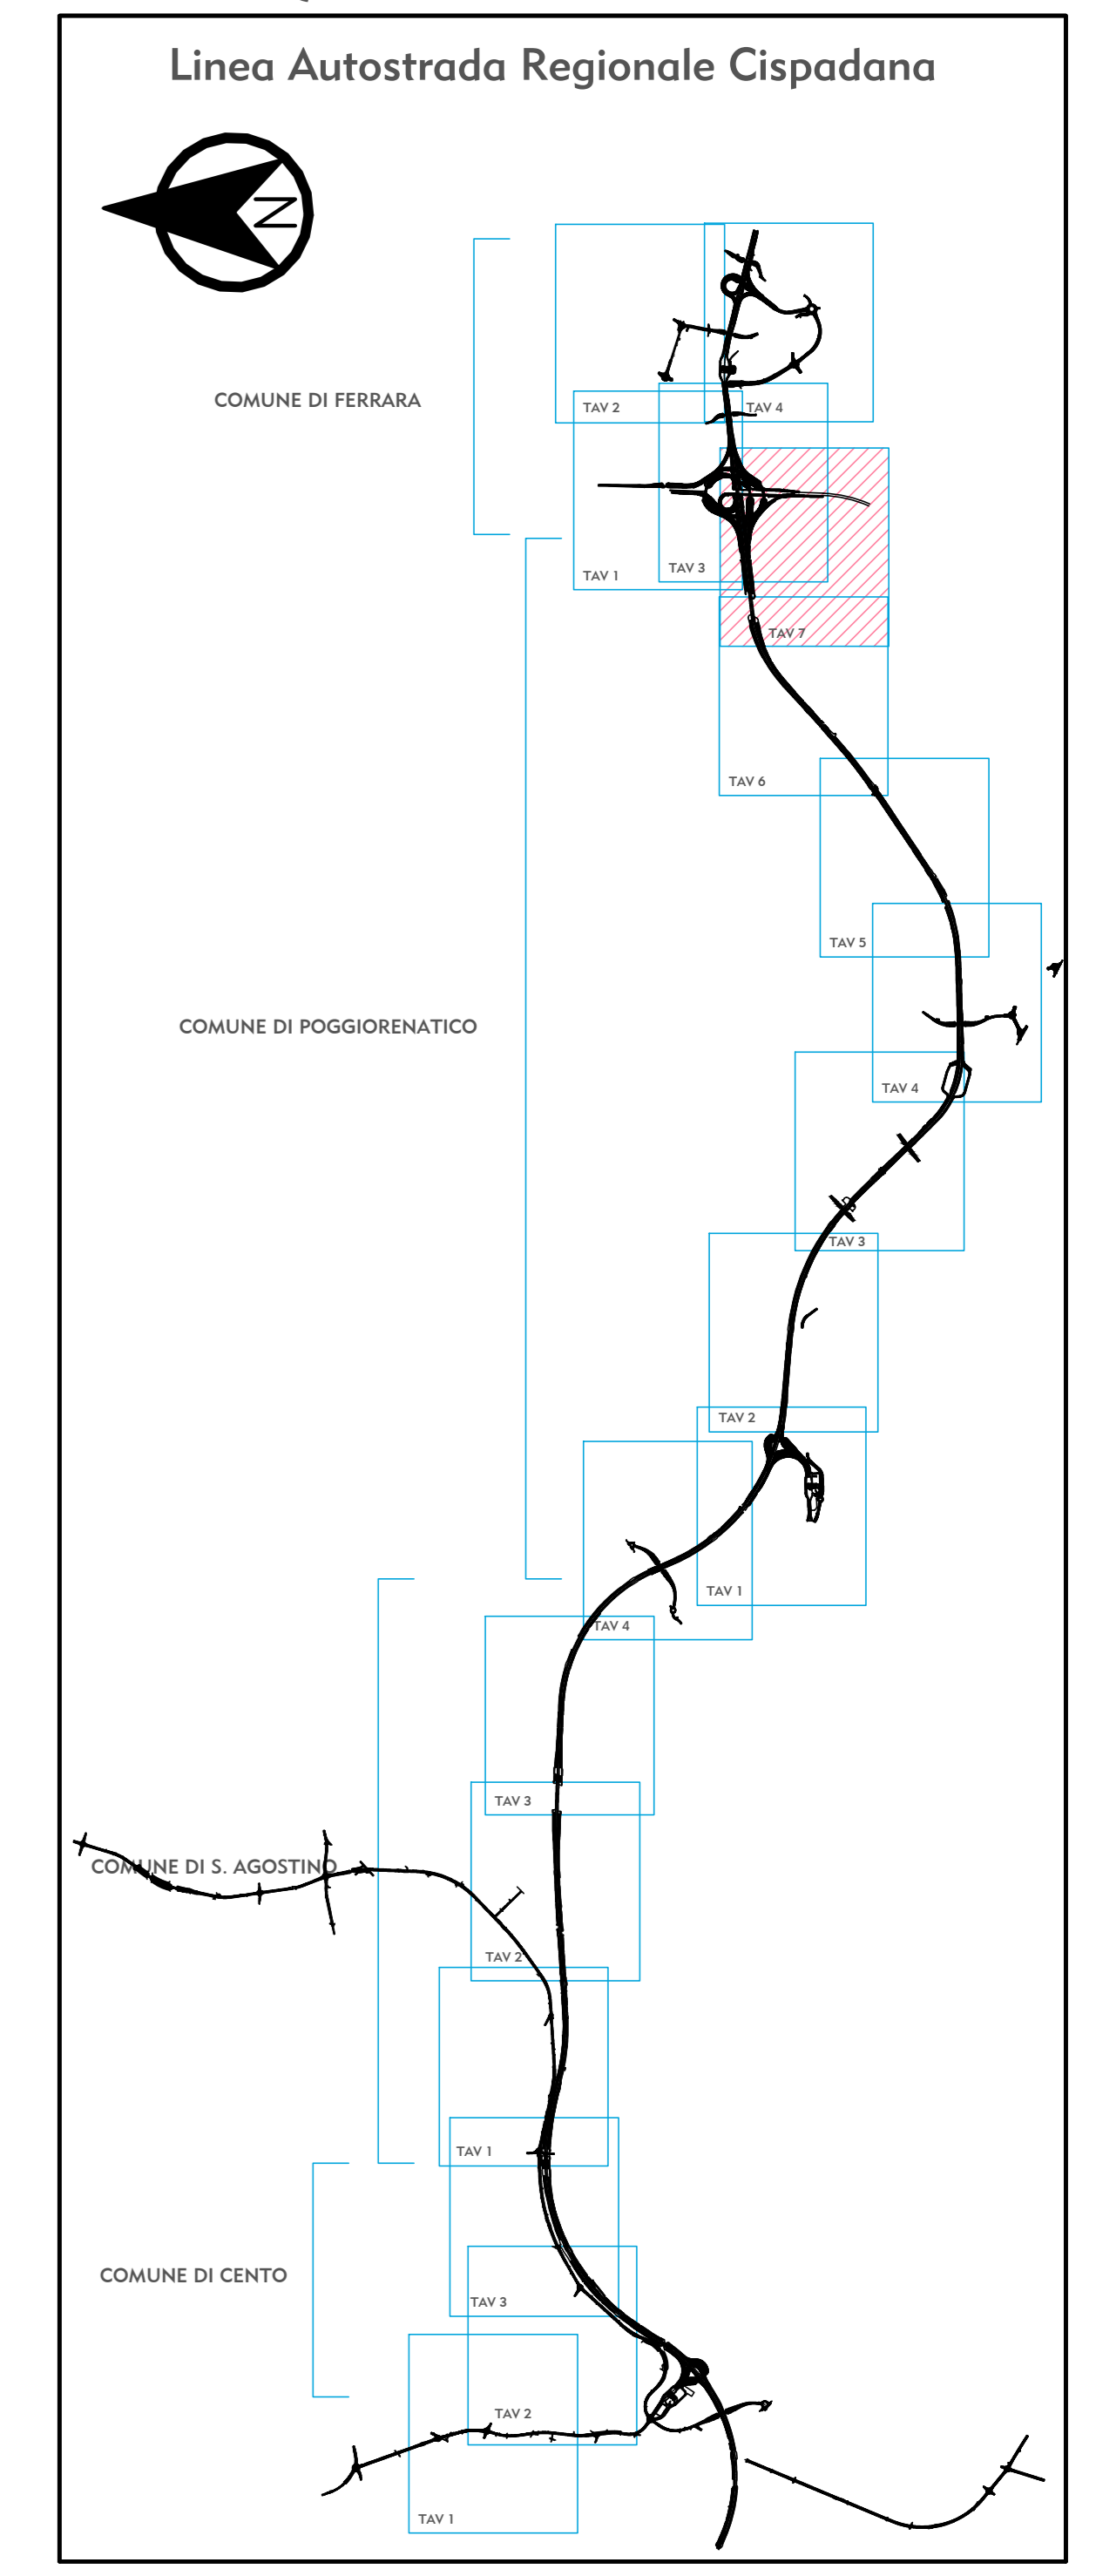 Linea Autostrada Regionale Cispadana
N
COMUNE DI FERRARA
TAV 2
TAV 4
TAV 3
TAV 1
TAV 7
TAV 6
TAV 5
COMUNE DI POGGIORENATICO
TAV 4
TAV 3
TAV 2
TAV 1
TAV 4
TAV 3
COMUNE DI S. AGOSTINO
TAV 2
TAV 1
COMUNE DI CENTO
TAV 3
TAV 2
TAV 1